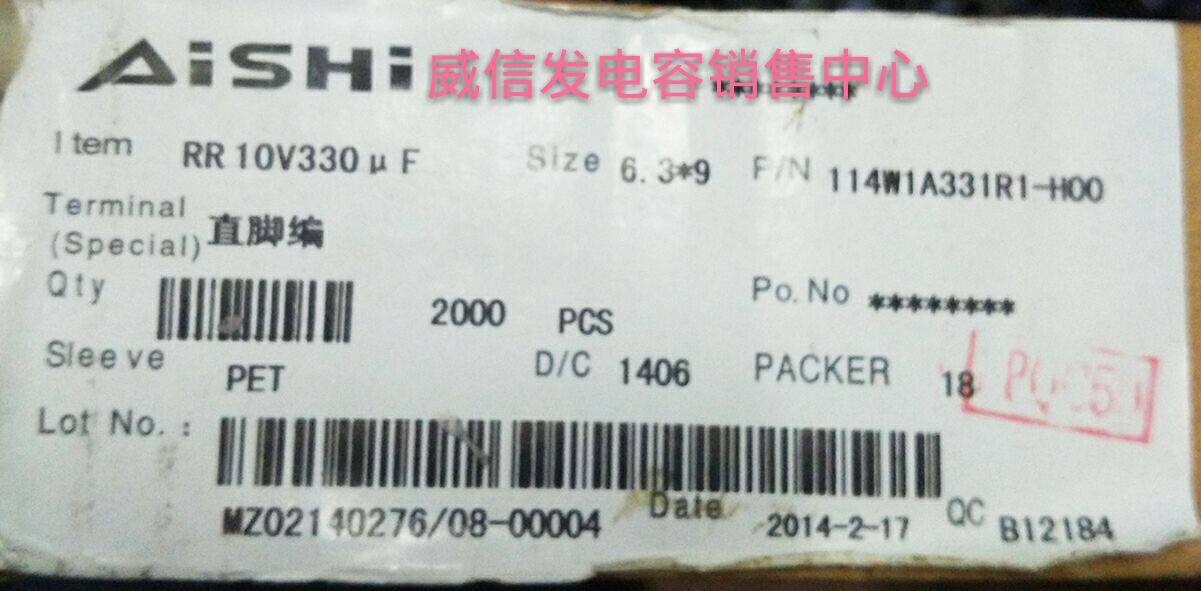 AiSHi 威信发电容销售中心
Item RR 10V330μF Size 6.3*9 P/N 114W1A331R1-H00
Terminal
(Special) 直脚编
Qty 2000 PCS Po.No ********
Sleeve PET D/C 1406 PACKER 18
Lot No.:
MZ02140276/08-00004 Date 2014-2-17 QC B12184